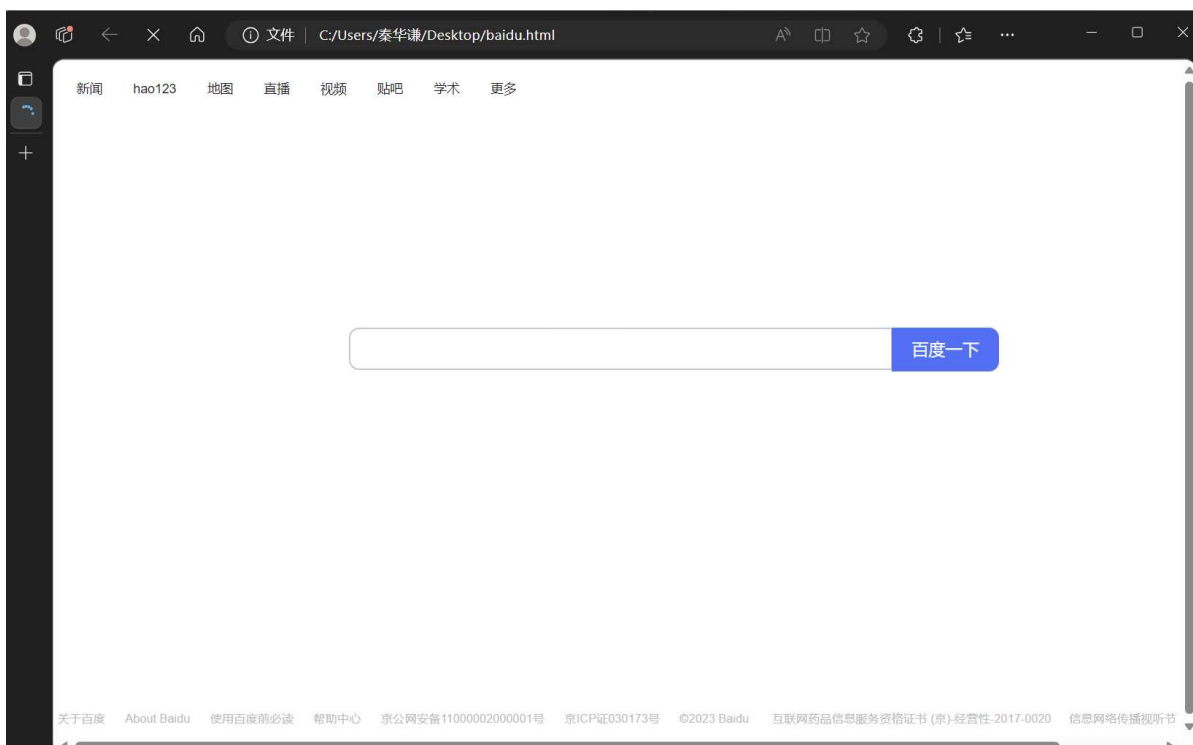 文件 C:/Users/秦华谦/Desktop/baidu.html
新闻 hao123 地图 直播 视频 贴吧 学术 更多
百度一下
关于百度 About Baidu 使用百度前必读 帮助中心 京公网安备11000002000001号 京ICP证030173号 ©2023 Baidu 互联网药品信息服务资格证书 (京)-经营性-2017-0020 信息网络传播视听节